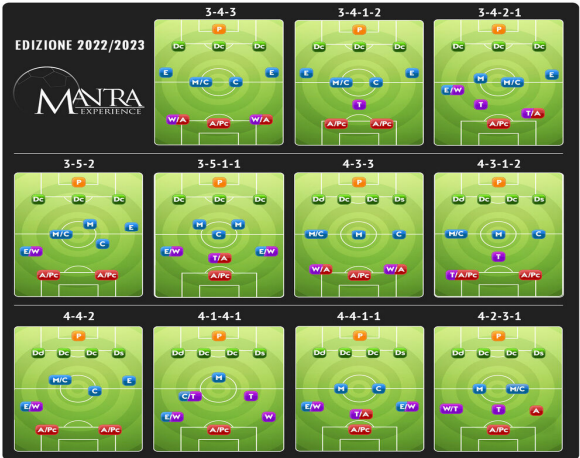 3-4-3
3-4-1-2
3-4-2-1
EDIZIONE 2022/2023
MANTRA
EXPERIENCE
P
Dc Dc Dc
E M/C C E
W/A A/Pc W/A
P
Dc Dc Dc
E M/C C E
T
A/Pc A/Pc
P
Dc Dc Dc
M M/C E
E/W T
T/A
A/Pc
3-5-2
3-5-1-1
4-3-3
4-3-1-2
P
Dc Dc Dc
M/C M E
C
E/W
A/Pc A/Pc
P
Dc Dc Dc
M M
C
E/W T/A E/W
A/Pc
P
Dd Dc Dc Ds
M/C M C
W/A A/Pc W/A
P
Dd Dc Dc Ds
M/C M C
T
T/A/Pc A/Pc
4-4-2
4-1-4-1
4-4-1-1
4-2-3-1
P
Dd Dc Dc Ds
M/C C E
E/W
A/Pc A/Pc
P
Dd Dc Dc Ds
M
C/T T
E/W W
A/Pc
P
Dd Dc Dc Ds
M C
E/W T/A E/W
A/Pc
P
Dd Dc Dc Ds
M M/C
W/T T A
A/Pc